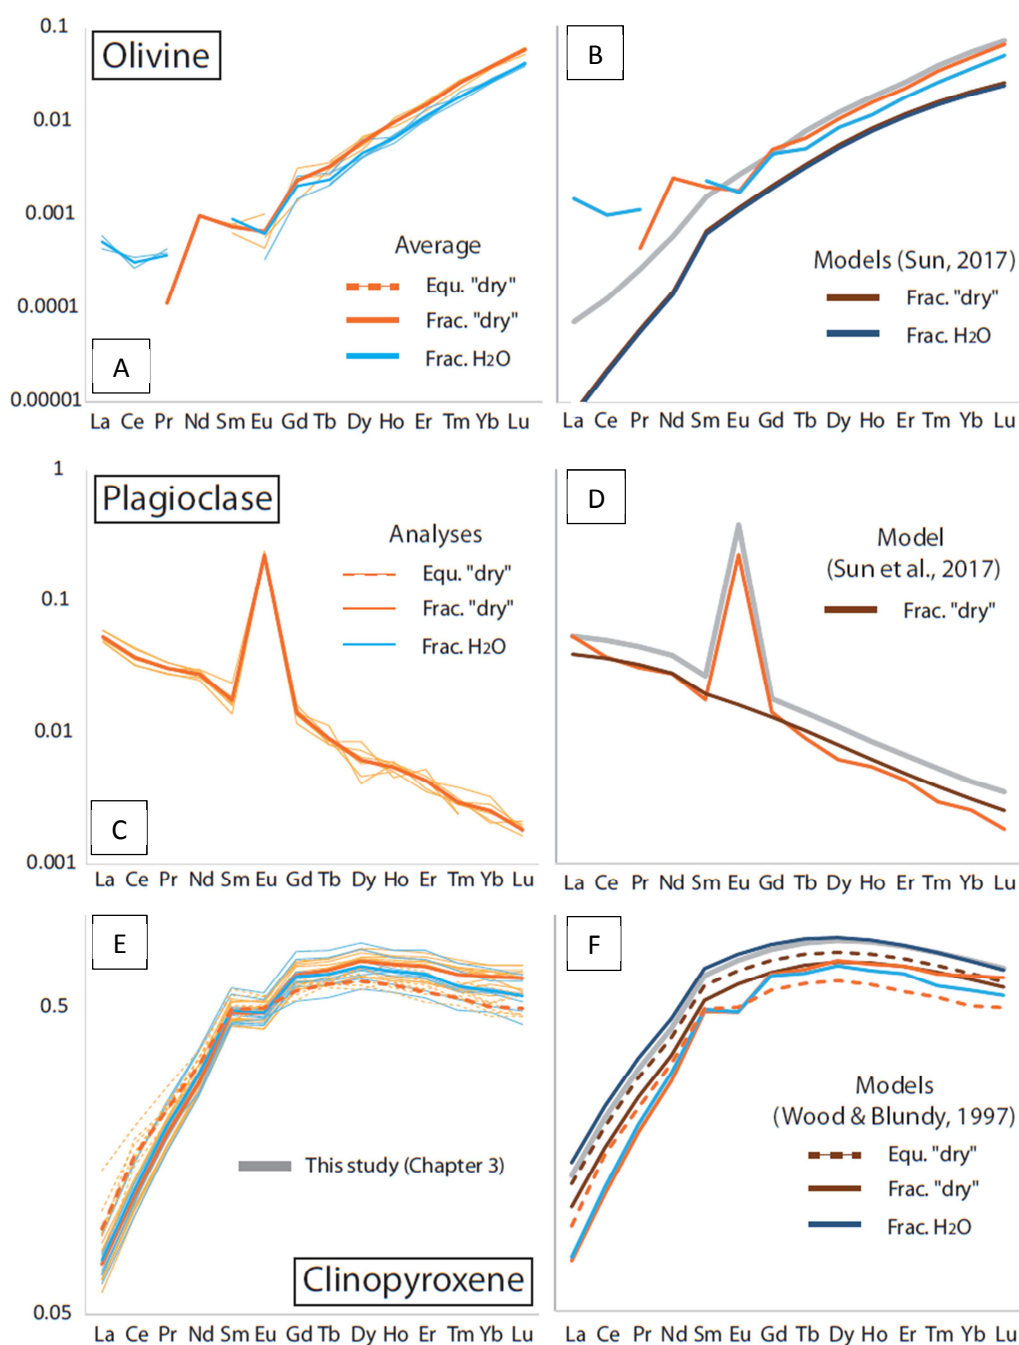 0.1
Olivine
B
0.01
0.001
Average
Equ. "dry"
Models (Sun, 2017)
0.0001
Frac. "dry"
Frac. "dry"
A
Frac. H2O
Frac. H2O
0.00001
La Ce Pr Nd Sm Eu Gd Tb Dy Ho Er Tm Yb Lu
La Ce Pr Nd Sm Eu Gd Tb Dy Ho Er Tm Yb Lu
1
Plagioclase
D
Analyses
Model
(Sun et al., 2017)
Equ. "dry"
0.1
Frac. "dry"
Frac. "dry"
Frac. H2O
0.01
C
0.001
La Ce Pr Nd Sm Eu Gd Tb Dy Ho Er Tm Yb Lu
La Ce Pr Nd Sm Eu Gd Tb Dy Ho Er Tm Yb Lu
E
F
0.5
Models
(Wood & Blundy, 1997)
This study (Chapter 3)
Equ. "dry"
Frac. "dry"
Frac. H2O
Clinopyroxene
0.05
La Ce Pr Nd Sm Eu Gd Tb Dy Ho Er Tm Yb Lu
La Ce Pr Nd Sm Eu Gd Tb Dy Ho Er Tm Yb Lu